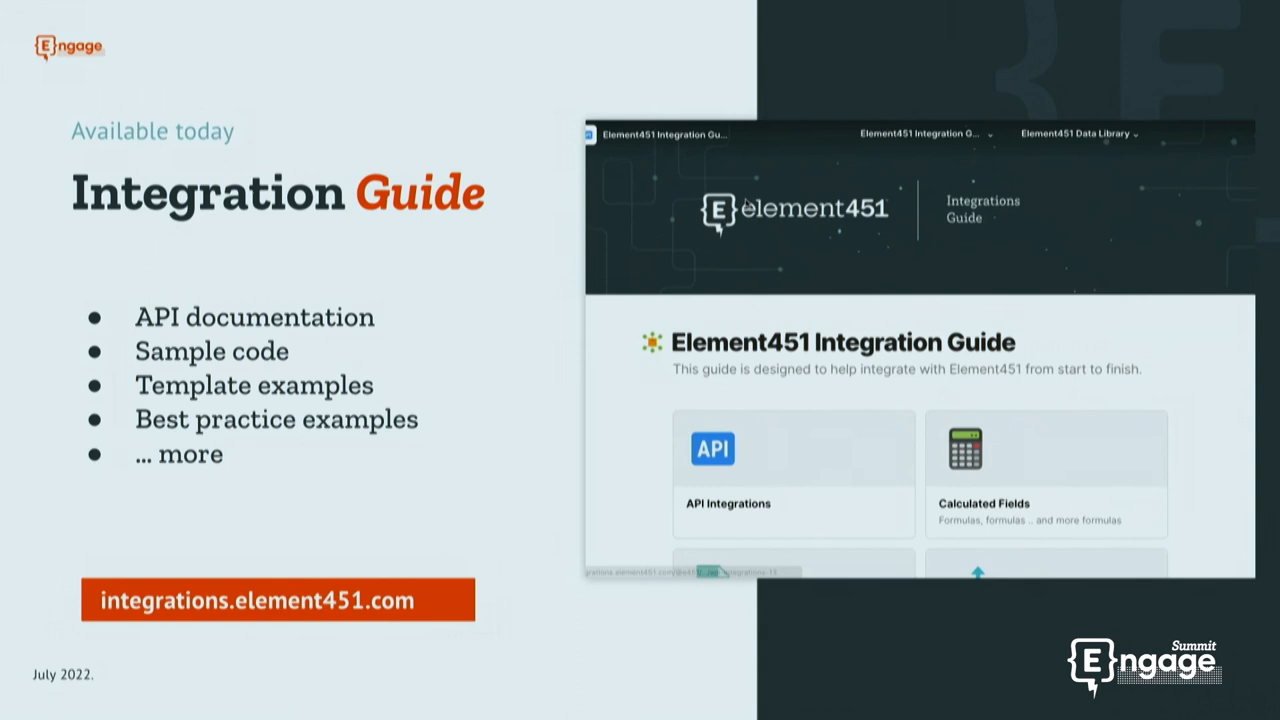 {E}ngage
Available today
Integration Guide
● API documentation
● Sample code
● Template examples
● Best practice examples
● ... more
integrations.element451.com
July 2022.
Element451 Integration Gu...
Element451 Integration G...
Element451 Data Library
{E} element451
Integrations
Guide
Element451 Integration Guide
This guide is designed to help integrate with Element451 from start to finish.
API
API Integrations
Calculated Fields
Formulas, formulas .. and more formulas
Summit
{E}ngage